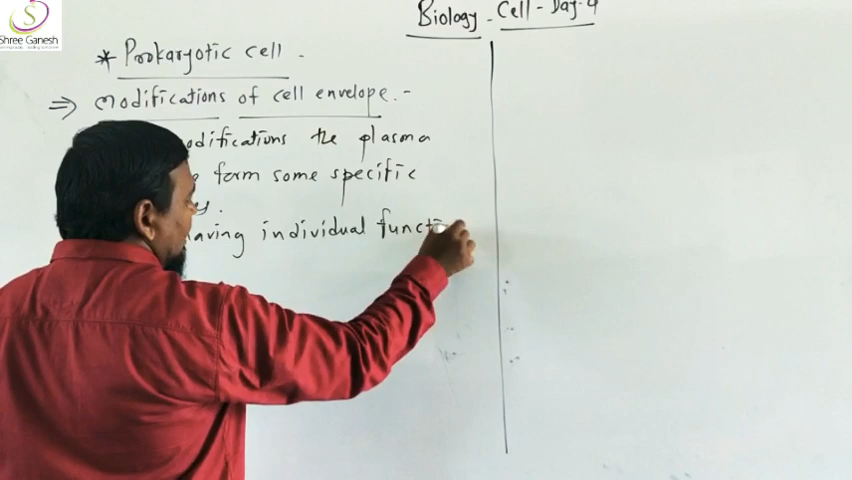 Biology - Cell - Day-4
S
Shree Ganesh
* Prokaryotic cell -
⇒ Modifications of cell envelope.-
odifications the plasma
form some specific
having individual functi